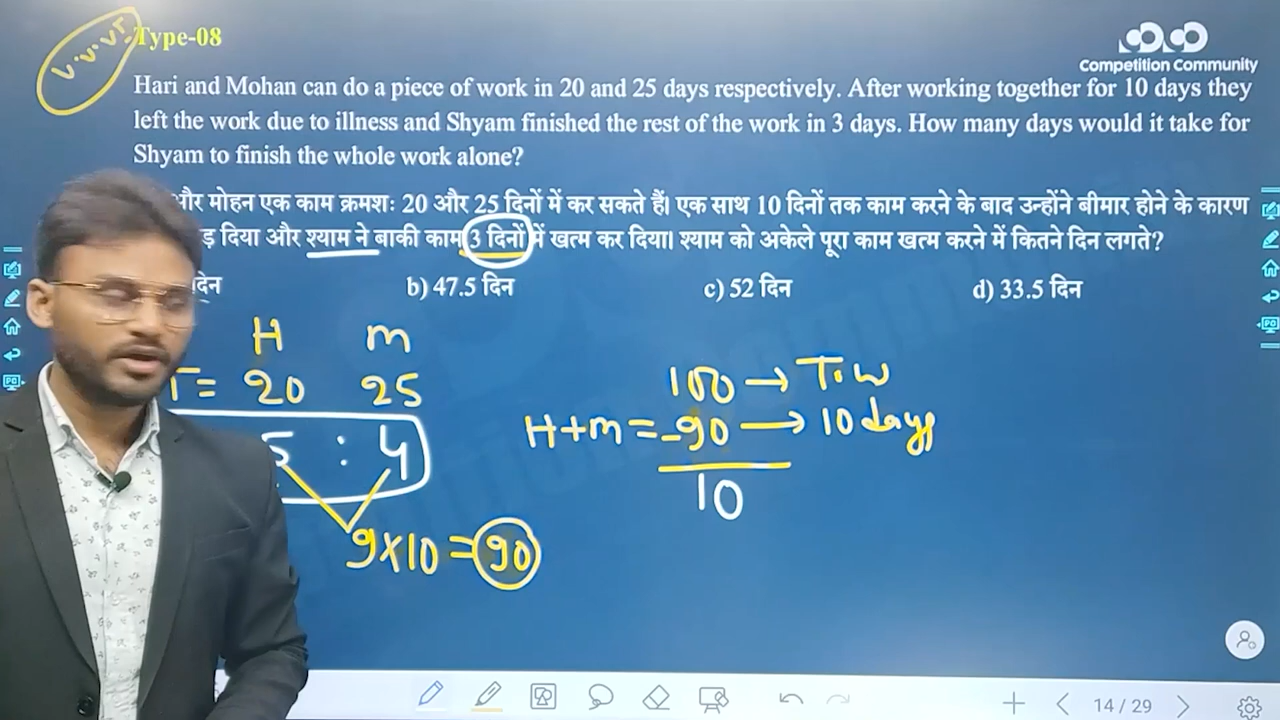 v.v.v.I.
Type-08
Competition Community
Hari and Mohan can do a piece of work in 20 and 25 days respectively. After working together for 10 days they
left the work due to illness and Shyam finished the rest of the work in 3 days. How many days would it take for
Shyam to finish the whole work alone?
और मोहन एक काम क्रमशः 20 और 25 दिनों में कर सकते हैं। एक साथ 10 दिनों तक काम करने के बाद उन्होंने बीमार होने के कारण
दिया और श्याम ने बाकी काम 3 दिनों में खत्म कर दिया। श्याम को अकेले पूरा काम खत्म करने में कितने दिन लगते?
दिन b) 47.5 दिन c) 52 दिन d) 33.5 दिन
H M
T = 20 25
5 : 4
9×10=90
100 → T.W
H+M = -90 → 10 days
10
14 / 29